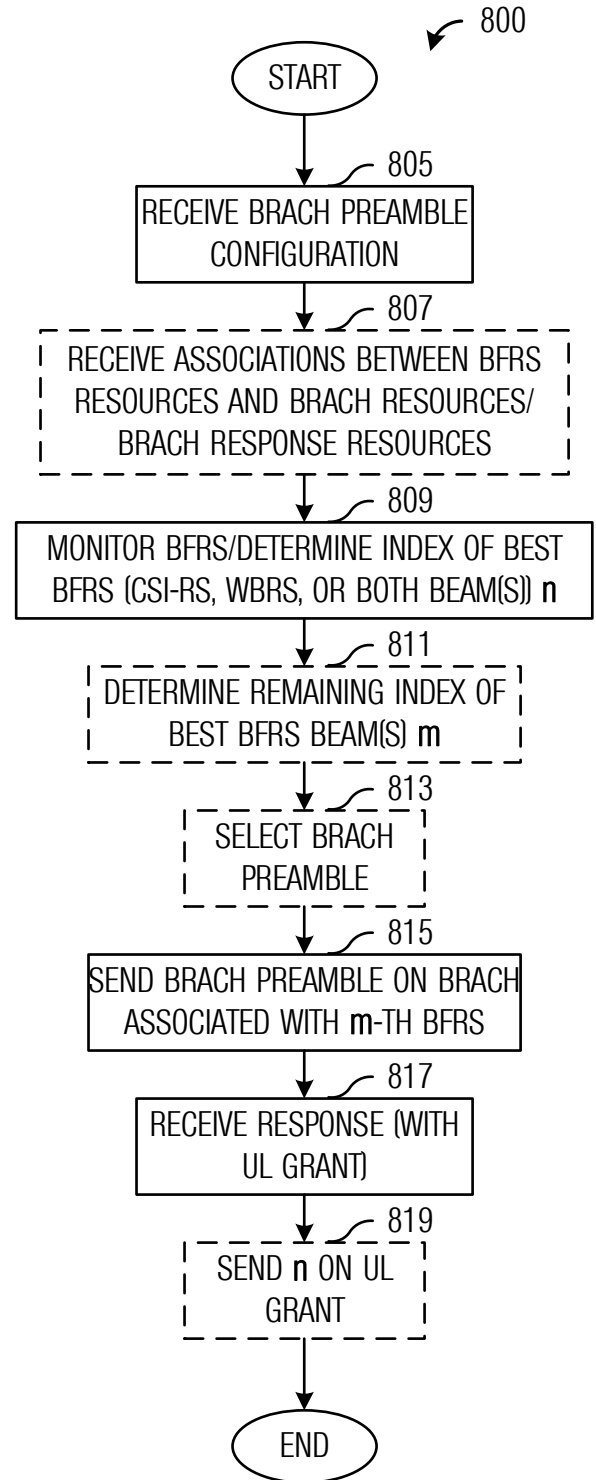 800
START
805
RECEIVE BRACH PREAMBLE
CONFIGURATION
807
RECEIVE ASSOCIATIONS BETWEEN BFRS
RESOURCES AND BRACH RESOURCES/
BRACH RESPONSE RESOURCES
809
MONITOR BFRS/DETERMINE INDEX OF BEST
BFRS (CSI-RS, WBRS, OR BOTH BEAM(S)) n
811
DETERMINE REMAINING INDEX OF
BEST BFRS BEAM(S) m
813
SELECT BRACH
PREAMBLE
815
SEND BRACH PREAMBLE ON BRACH
ASSOCIATED WITH m-TH BFRS
817
RECEIVE RESPONSE (WITH
UL GRANT)
819
SEND n ON UL
GRANT
END